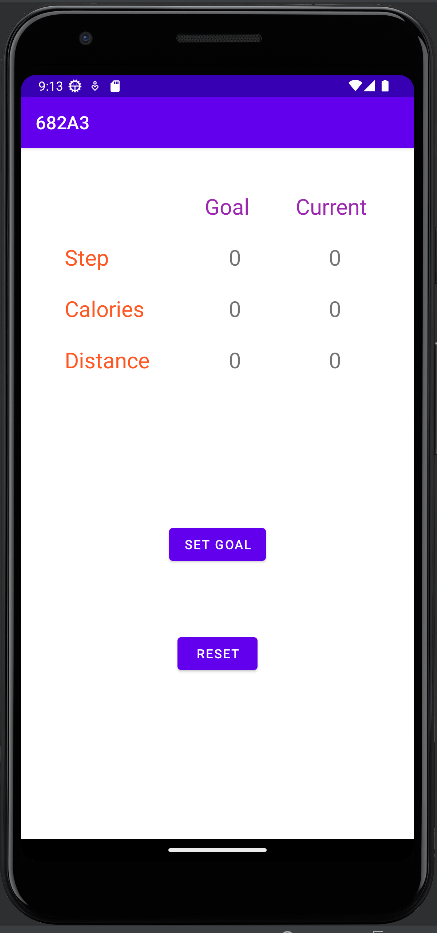 9:13
682A3
Goal Current
Step 0 0
Calories 0 0
Distance 0 0
SET GOAL
RESET